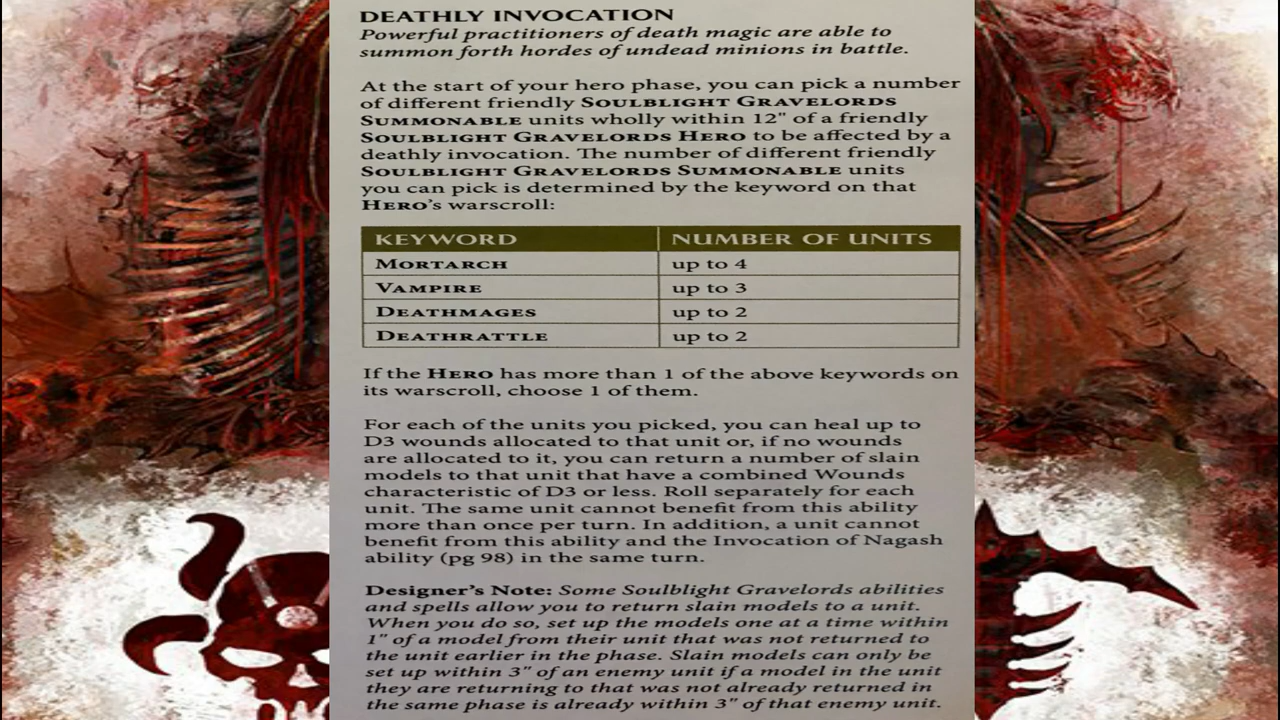 DEATHLY INVOCATION
Powerful practitioners of death magic are able to
summon forth hordes of undead minions in battle.
At the start of your hero phase, you can pick a number
of different friendly SOULBLIGHT GRAVELORDS
SUMMONABLE units wholly within 12" of a friendly
SOULBLIGHT GRAVELORDS HERO to be affected by a
deathly invocation. The number of different friendly
SOULBLIGHT GRAVELORDS SUMMONABLE units
you can pick is determined by the keyword on that
HERO's warscroll:
KEYWORD NUMBER OF UNITS
MORTARCH up to 4
VAMPIRE up to 3
DEATHMAGES up to 2
DEATHRATTLE up to 2
If the HERO has more than 1 of the above keywords on
its warscroll, choose 1 of them.
For each of the units you picked, you can heal up to
D3 wounds allocated to that unit or, if no wounds
are allocated to it, you can return a number of slain
models to that unit that have a combined Wounds
characteristic of D3 or less. Roll separately for each
unit. The same unit cannot benefit from this ability
more than once per turn. In addition, a unit cannot
benefit from this ability and the Invocation of Nagash
ability (pg 98) in the same turn.
Designer's Note: Some Soulblight Gravelords abilities
and spells allow you to return slain models to a unit.
When you do so, set up the models one at a time within
1" of a model from their unit that was not returned to
the unit earlier in the phase. Slain models can only be
set up within 3" of an enemy unit if a model in the unit
they are returning to that was not already returned in
the same phase is already within 3" of that enemy unit.